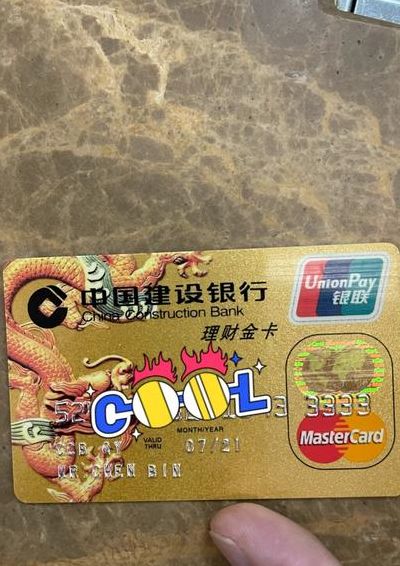 UnionPay
银联
中国建设银行
China Construction Bank
理财金卡
COOL
3 3333
MONTH/YEAR
VALID
THRU
07/21
MasterCard
MR CHEN BIN